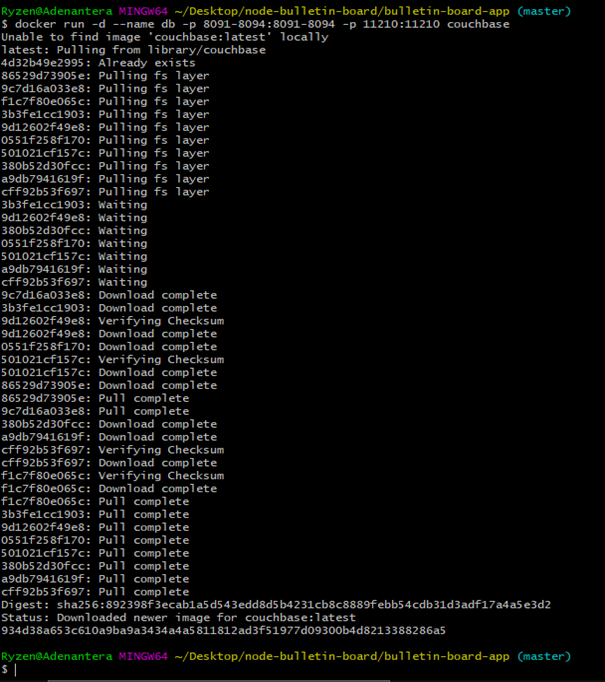 Ryzen@Adenantera MINGW64 ~/Desktop/node-bulletin-board/bulletin-board-app (master)
$ docker run -d --name db -p 8091-8094:8091-8094 -p 11210:11210 couchbase
Unable to find image 'couchbase:latest' locally
latest: Pulling from library/couchbase
4d32b49e2995: Already exists
86529d73905e: Pulling fs layer
9c7d16a033e8: Pulling fs layer
f1c7f80e065c: Pulling fs layer
3b3fe1cc1903: Pulling fs layer
9d12602f49e8: Pulling fs layer
0551f258f170: Pulling fs layer
501021cf157c: Pulling fs layer
380b52d30fcc: Pulling fs layer
a9db7941619f: Pulling fs layer
cff92b53f697: Pulling fs layer
3b3fe1cc1903: Waiting
9d12602f49e8: Waiting
380b52d30fcc: Waiting
0551f258f170: Waiting
501021cf157c: Waiting
a9db7941619f: Waiting
cff92b53f697: Waiting
9c7d16a033e8: Download complete
3b3fe1cc1903: Download complete
9d12602f49e8: Verifying Checksum
9d12602f49e8: Download complete
0551f258f170: Download complete
501021cf157c: Verifying Checksum
501021cf157c: Download complete
86529d73905e: Download complete
86529d73905e: Pull complete
9c7d16a033e8: Pull complete
380b52d30fcc: Download complete
a9db7941619f: Download complete
cff92b53f697: Verifying Checksum
cff92b53f697: Download complete
f1c7f80e065c: Verifying Checksum
f1c7f80e065c: Download complete
f1c7f80e065c: Pull complete
3b3fe1cc1903: Pull complete
9d12602f49e8: Pull complete
0551f258f170: Pull complete
501021cf157c: Pull complete
380b52d30fcc: Pull complete
a9db7941619f: Pull complete
cff92b53f697: Pull complete
Digest: sha256:892398f3ecab1a5d543edd8d5b4231cb8c8889febb54cdb31d3adf17a4a5e3d2
Status: Downloaded newer image for couchbase:latest
934d38a653c610a9ba9a3434a4a5811812ad3f51977d09300b4d8213388286a5
Ryzen@Adenantera MINGW64 ~/Desktop/node-bulletin-board/bulletin-board-app (master)
$